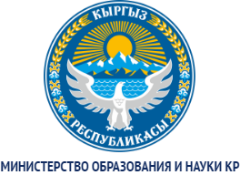 КЫРГЫЗ
РЕСПУБЛИКАСЫ
МИНИСТЕРСТВО ОБРАЗОВАНИЯ И НАУКИ КР